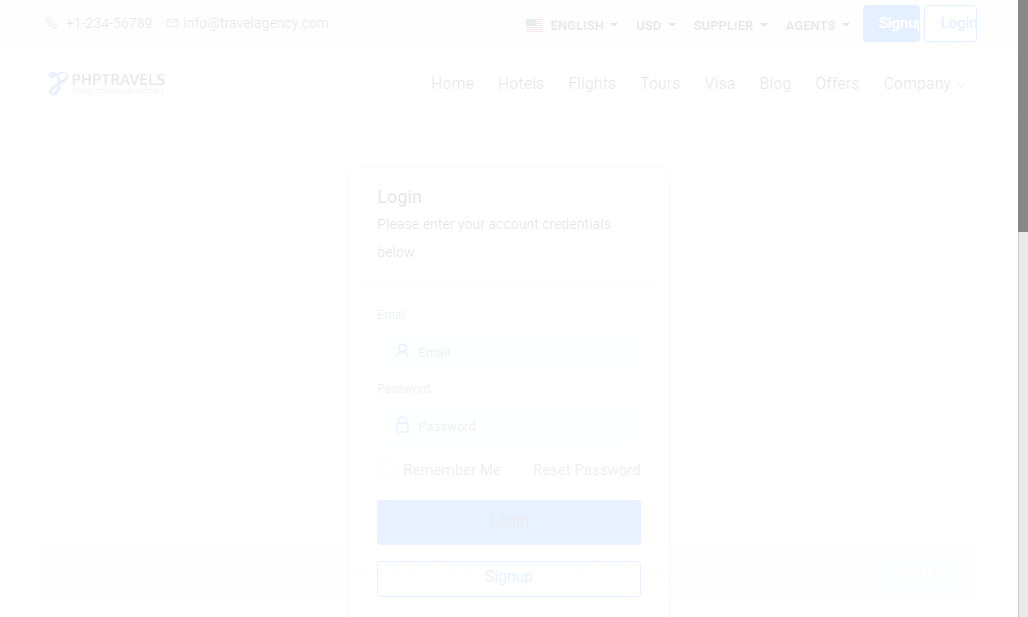 +1-234-56789 info@travelagency.com ENGLISH USD SUPPLIER AGENTS Signup Login
PHPTRAVELS
TRAVEL TECHNOLOGY PARTNER
Home Hotels Flights Tours Visa Blog Offers Company
Login
Please enter your account credentials
below
Email
Email
Password
Password
Remember Me Reset Password
Login
Signup